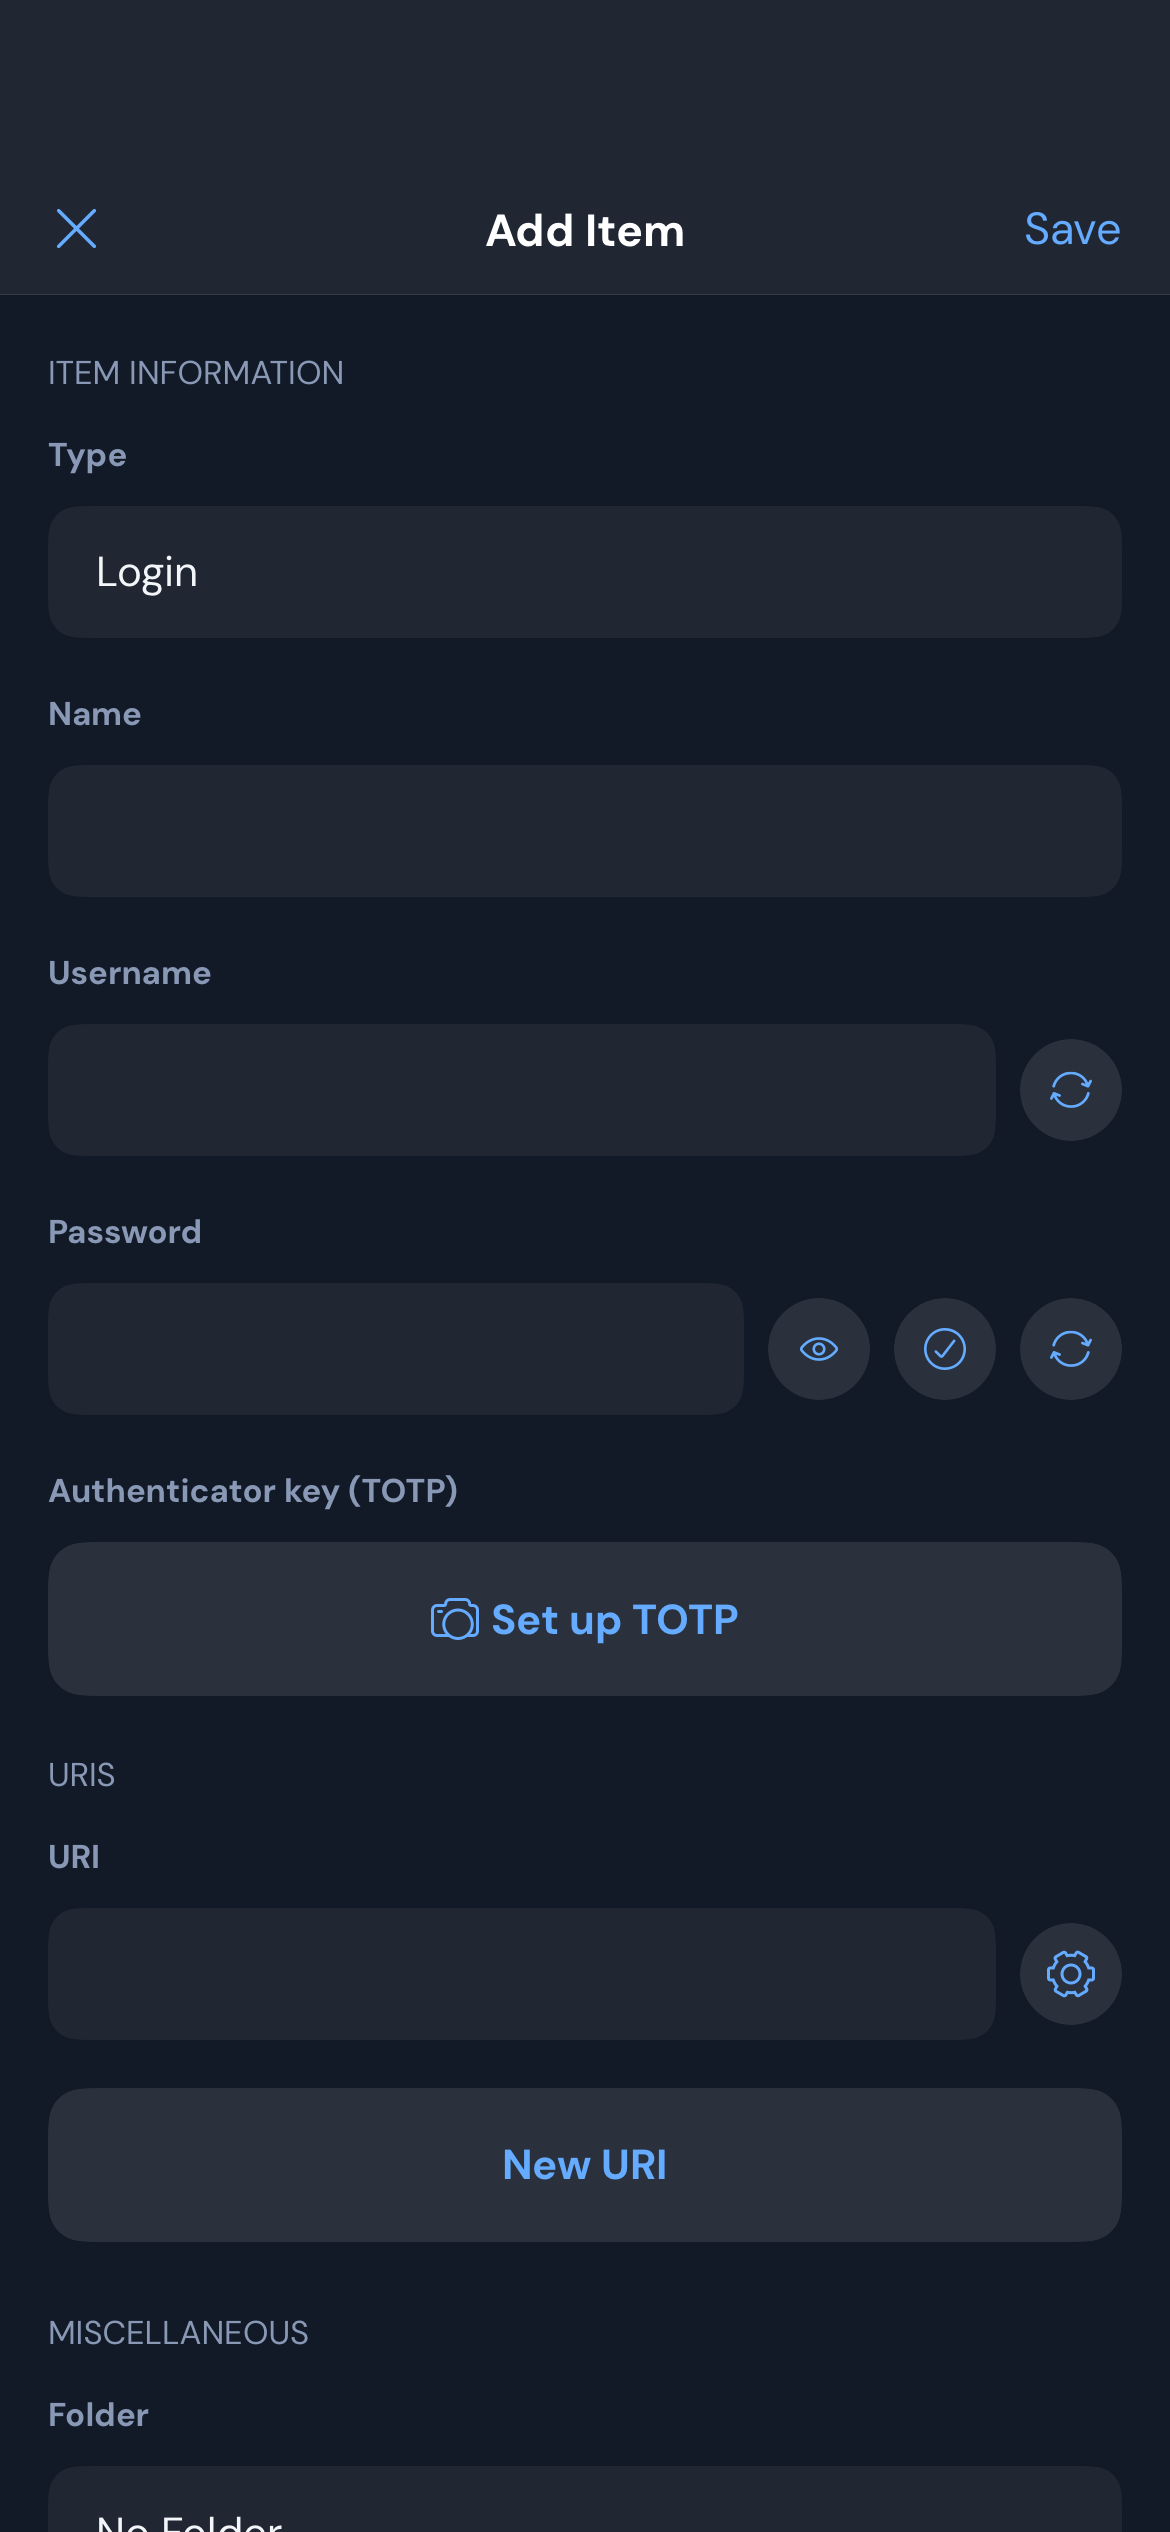 Add Item
Save
ITEM INFORMATION
Type
Login
Name
Username
Password
Authenticator key (TOTP)
Set up TOTP
URIS
URI
New URI
MISCELLANEOUS
Folder
No Folder